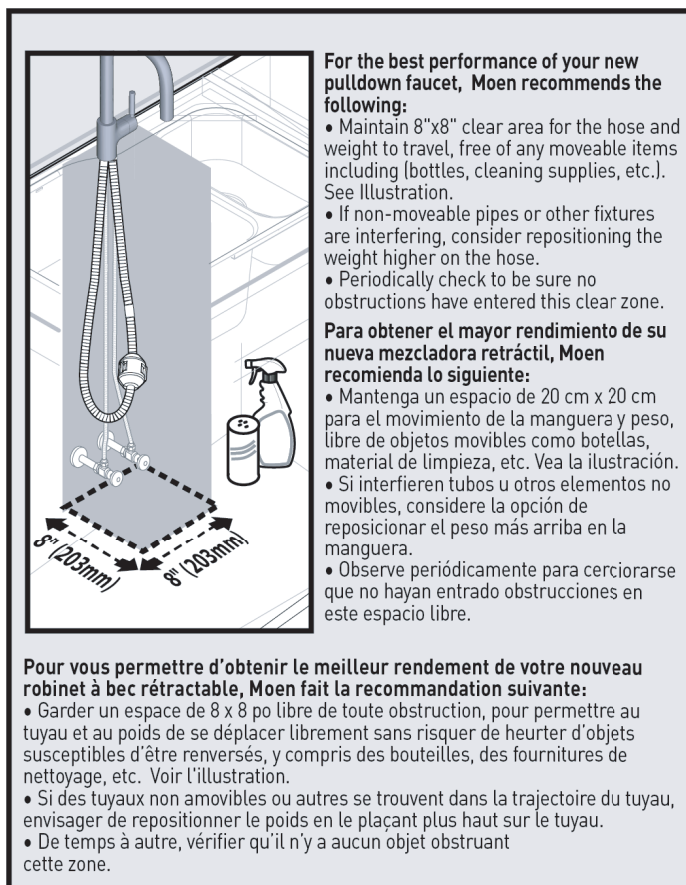 For the best performance of your new
pulldown faucet,  Moen recommends the
following:
• Maintain 8"x8" clear area for the hose and
weight to travel, free of any moveable items
including (bottles, cleaning supplies, etc.).
See Illustration.
• If non-moveable pipes or other fixtures
are interfering, consider repositioning the
weight higher on the hose.
• Periodically check to be sure no
obstructions have entered this clear zone.
Para obtener el mayor rendimiento de su
nueva mezcladora retráctil, Moen
recomienda lo siguiente:
• Mantenga un espacio de 20 cm x 20 cm
para el movimiento de la manguera y peso,
libre de objetos movibles como botellas,
material de limpieza, etc. Vea la ilustración.
• Si interfieren tubos u otros elementos no
movibles, considere la opción de
reposicionar el peso más arriba en la
manguera.
• Observe periódicamente para cerciorarse
que no hayan entrado obstrucciones en
este espacio libre.
8" (203mm)
8" (203mm)
Pour vous permettre d'obtenir le meilleur rendement de votre nouveau
robinet à bec rétractable, Moen fait la recommandation suivante:
• Garder un espace de 8 x 8 po libre de toute obstruction, pour permettre au
tuyau et au poids de se déplacer librement sans risquer de heurter d'objets
susceptibles d'être renversés, y compris des bouteilles, des fournitures de
nettoyage, etc.  Voir l'illustration.
• Si des tuyaux non amovibles ou autres se trouvent dans la trajectoire du tuyau,
envisager de repositionner le poids en le plaçant plus haut sur le tuyau.
• De temps à autre, vérifier qu'il n'y a aucun objet obstruant
cette zone.